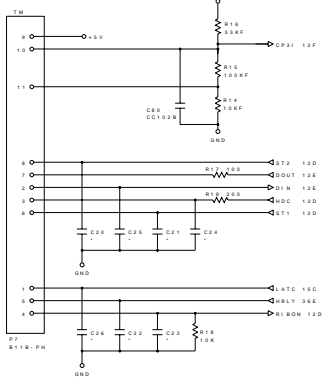 TM
R16
33KF
9
+5V
10
CP3I 12F
R15
100KF
11
R14
10KF
C80
CC102B
GND
8
ST2 12D
7
R17 100
DOUT 12E
2
DIN 12E
3
R19 200
HDC 12D
6
ST1 12D
C20
C25
C21
C24
GND
1
LATC 15C
5
HRLY 36E
4
RIBON 12D
C26
C22
C23
R18
10K
P7
B11B-PH
GND